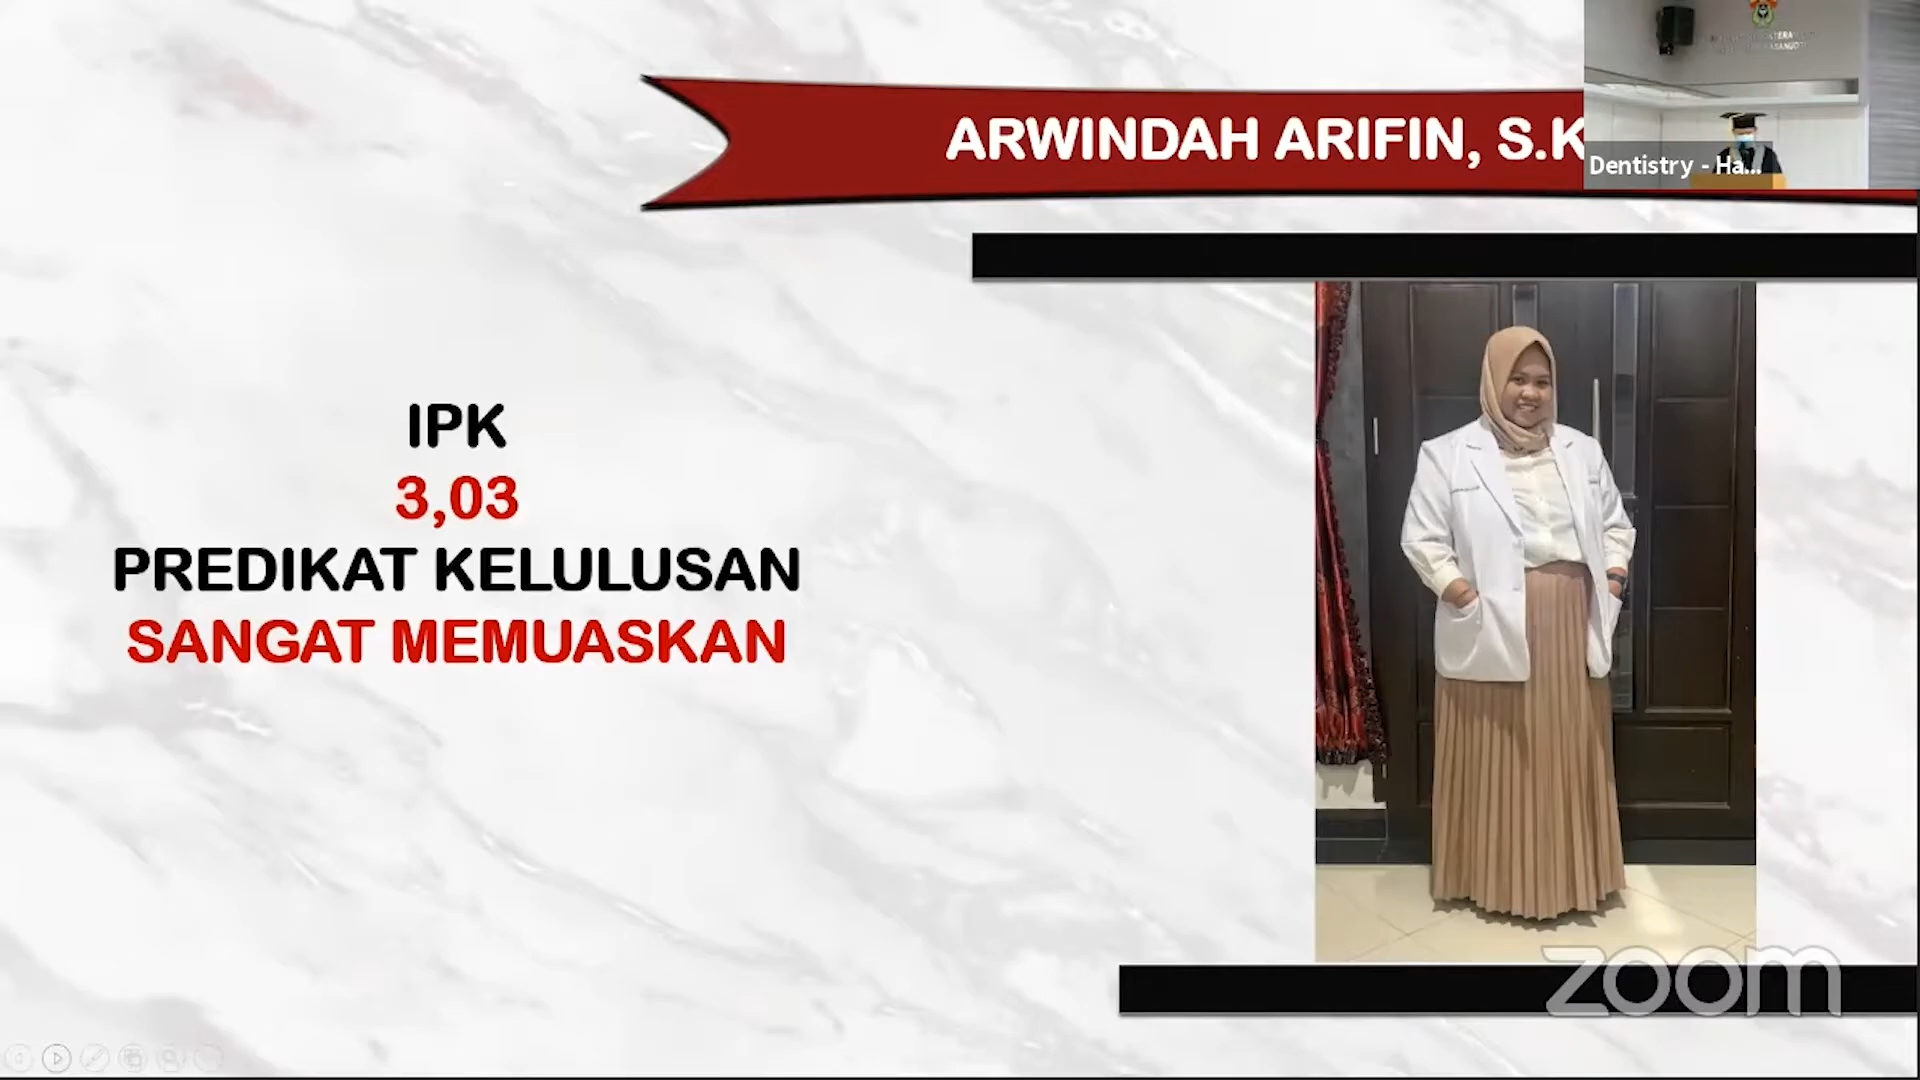 ARWINDAH ARIFIN, S.K
Dentistry - Ha...
IPK
3,03
PREDIKAT KELULUSAN
SANGAT MEMUASKAN
zoom